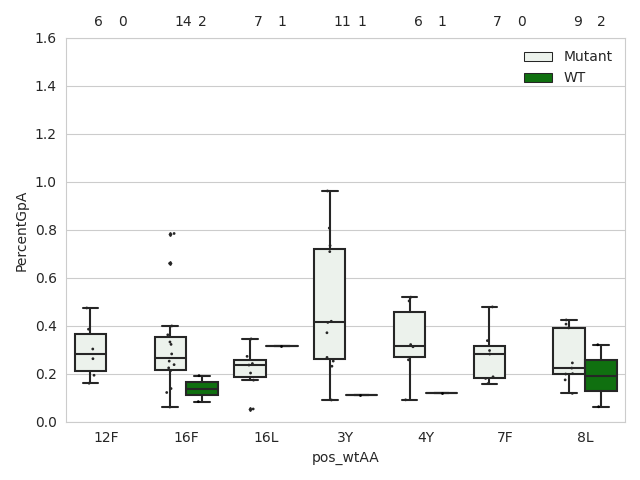 6 0 14 2 7 1 11 1 6 1 7 0 9 2
1.6
Mutant
WT
1.4
1.2
1.0
0.8
0.6
0.4
0.2
0.0
PercentGpA
12F 16F 16L 3Y 4Y 7F 8L
pos_wtAA